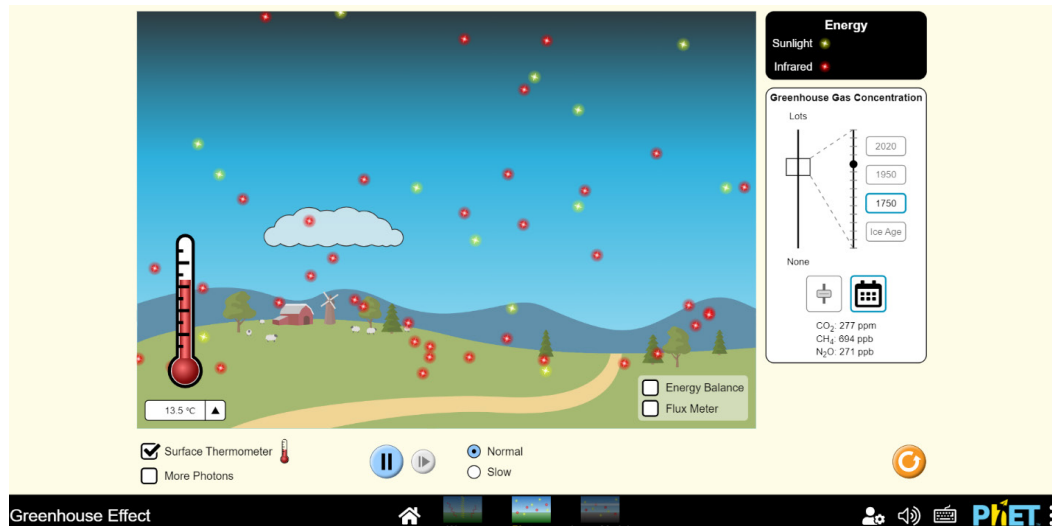 Energy
Sunlight
Infrared
Greenhouse Gas Concentration
Lots
None
2020
1950
1750
Ice Age
CO₂: 277 ppm
CH₄: 694 ppb
N₂O: 271 ppb
13.5 °C
Energy Balance
Flux Meter
Surface Thermometer
More Photons
Normal
Slow
Greenhouse Effect
PhET